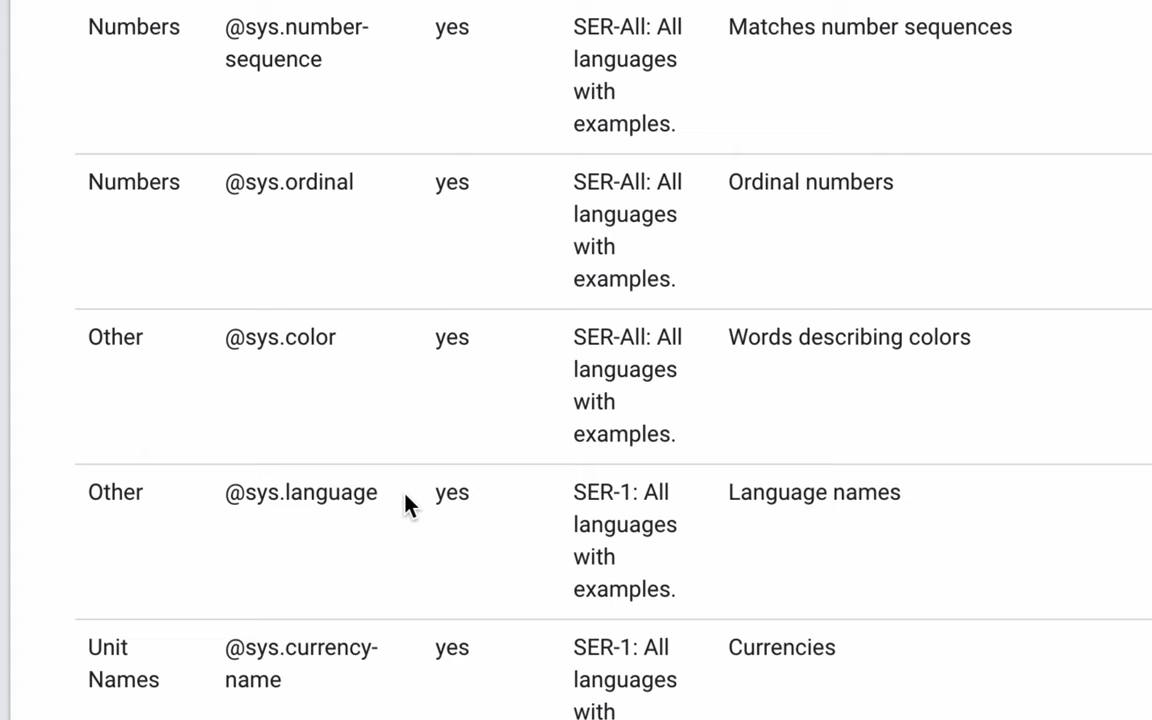 Numbers @sys.number- yes SER-All: All Matches number sequences
sequence languages
with
examples.
Numbers @sys.ordinal yes SER-All: All Ordinal numbers
languages
with
examples.
Other @sys.color yes SER-All: All Words describing colors
languages
with
examples.
Other @sys.language yes SER-1: All Language names
languages
with
examples.
Unit @sys.currency- yes SER-1: All Currencies
Names name languages
with